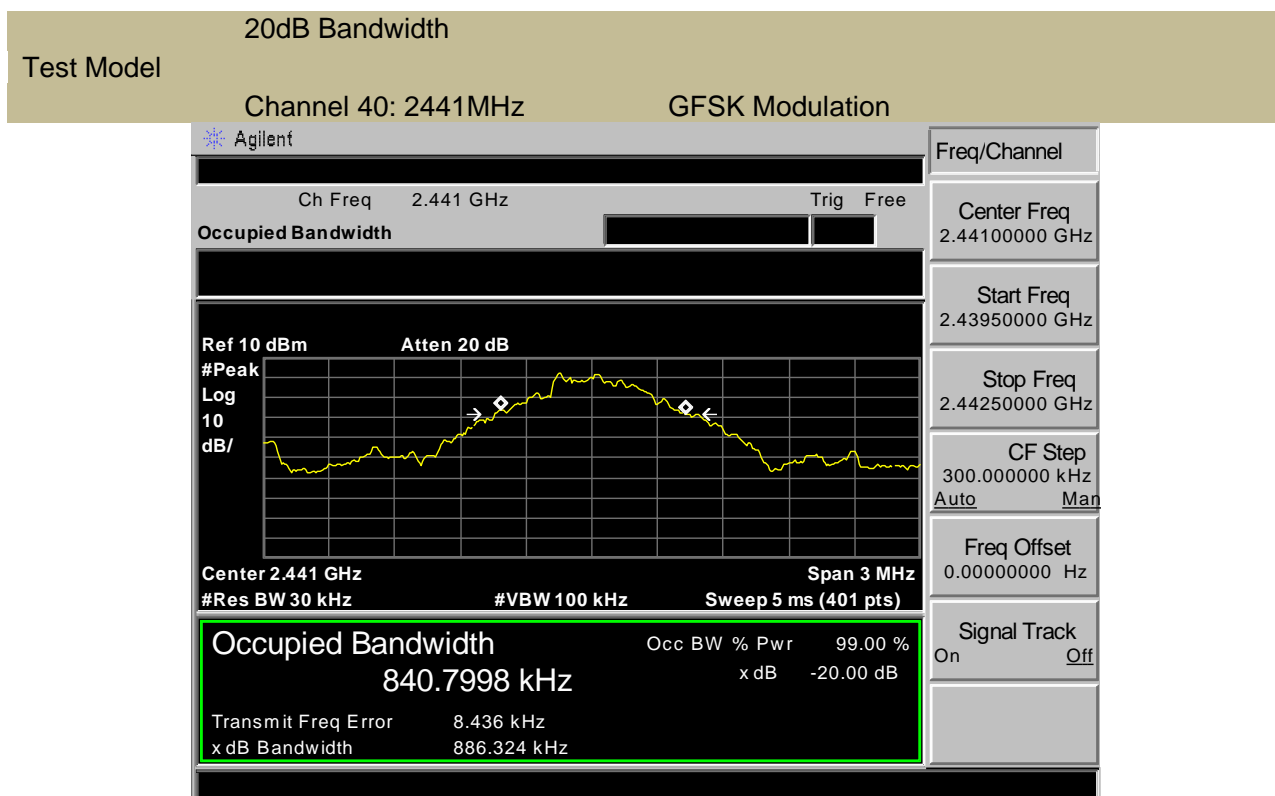 20dB Bandwidth
Test Model
Channel 40: 2441MHz GFSK Modulation
Agilent
Freq/Channel
Ch Freq 2.441 GHz Trig Free
Occupied Bandwidth
Center Freq
2.44100000 GHz
Start Freq
2.43950000 GHz
Stop Freq
2.44250000 GHz
CF Step
300.000000 kHz
Auto Man
Freq Offset
0.00000000 Hz
Signal Track
On Off
Ref 10 dBm Atten 20 dB
#Peak
Log
10
dB/
Center 2.441 GHz Span 3 MHz
#Res BW 30 kHz #VBW 100 kHz Sweep 5 ms (401 pts)
Occupied Bandwidth Occ BW % Pwr 99.00 %
840.7998 kHz x dB -20.00 dB
Transmit Freq Error 8.436 kHz
x dB Bandwidth 886.324 kHz